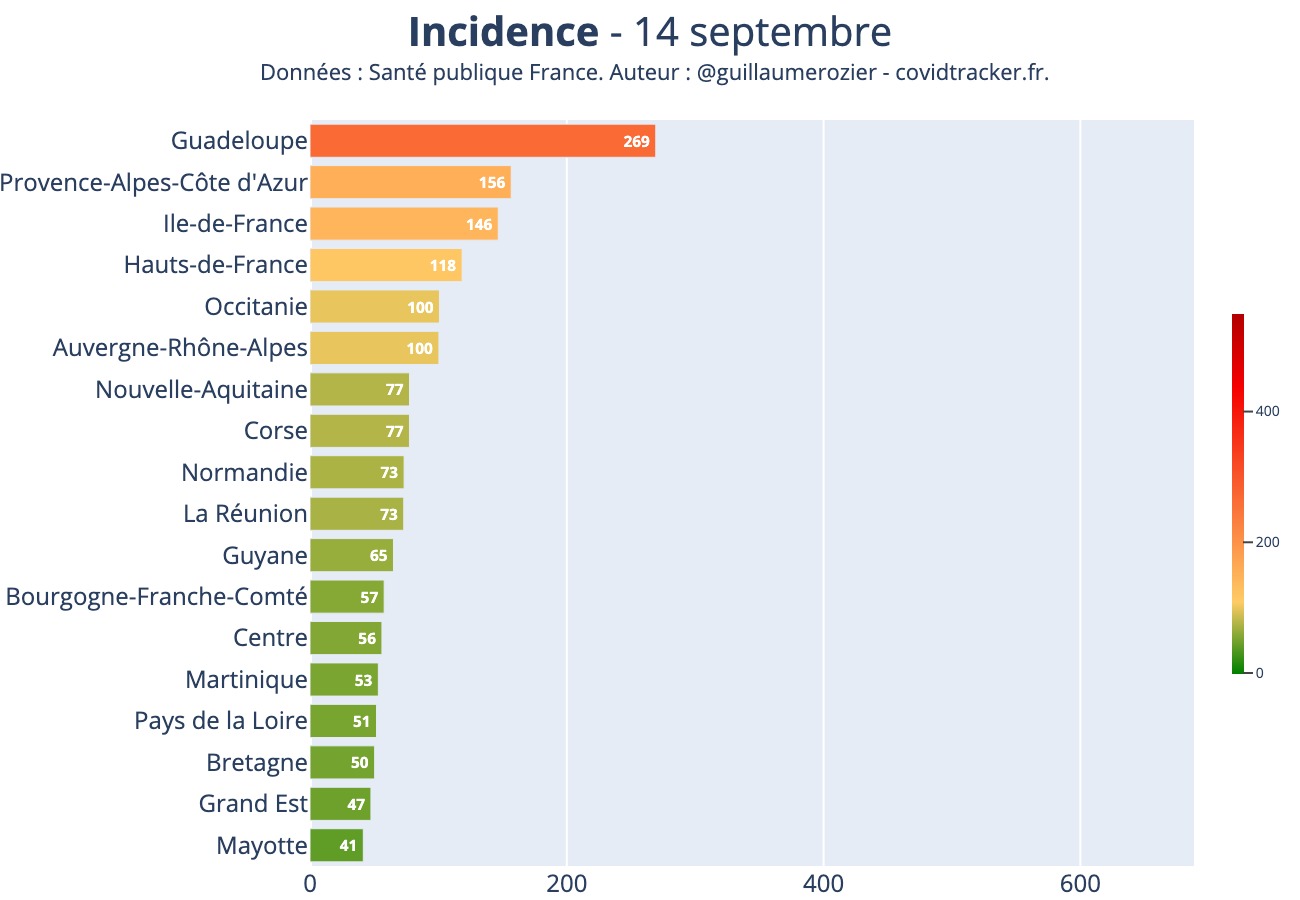 Incidence - 14 septembre
Données : Santé publique France. Auteur : @guillaumerozier - covidtracker.fr.
Guadeloupe 269
Provence-Alpes-Côte d'Azur 156
Ile-de-France 146
Hauts-de-France 118
Occitanie 100
Auvergne-Rhône-Alpes 100
Nouvelle-Aquitaine 77
Corse 77
Normandie 73
La Réunion 73
Guyane 65
Bourgogne-Franche-Comté 57
Centre 56
Martinique 53
Pays de la Loire 51
Bretagne 50
Grand Est 47
Mayotte 41
0 200 400 600
400
200
0